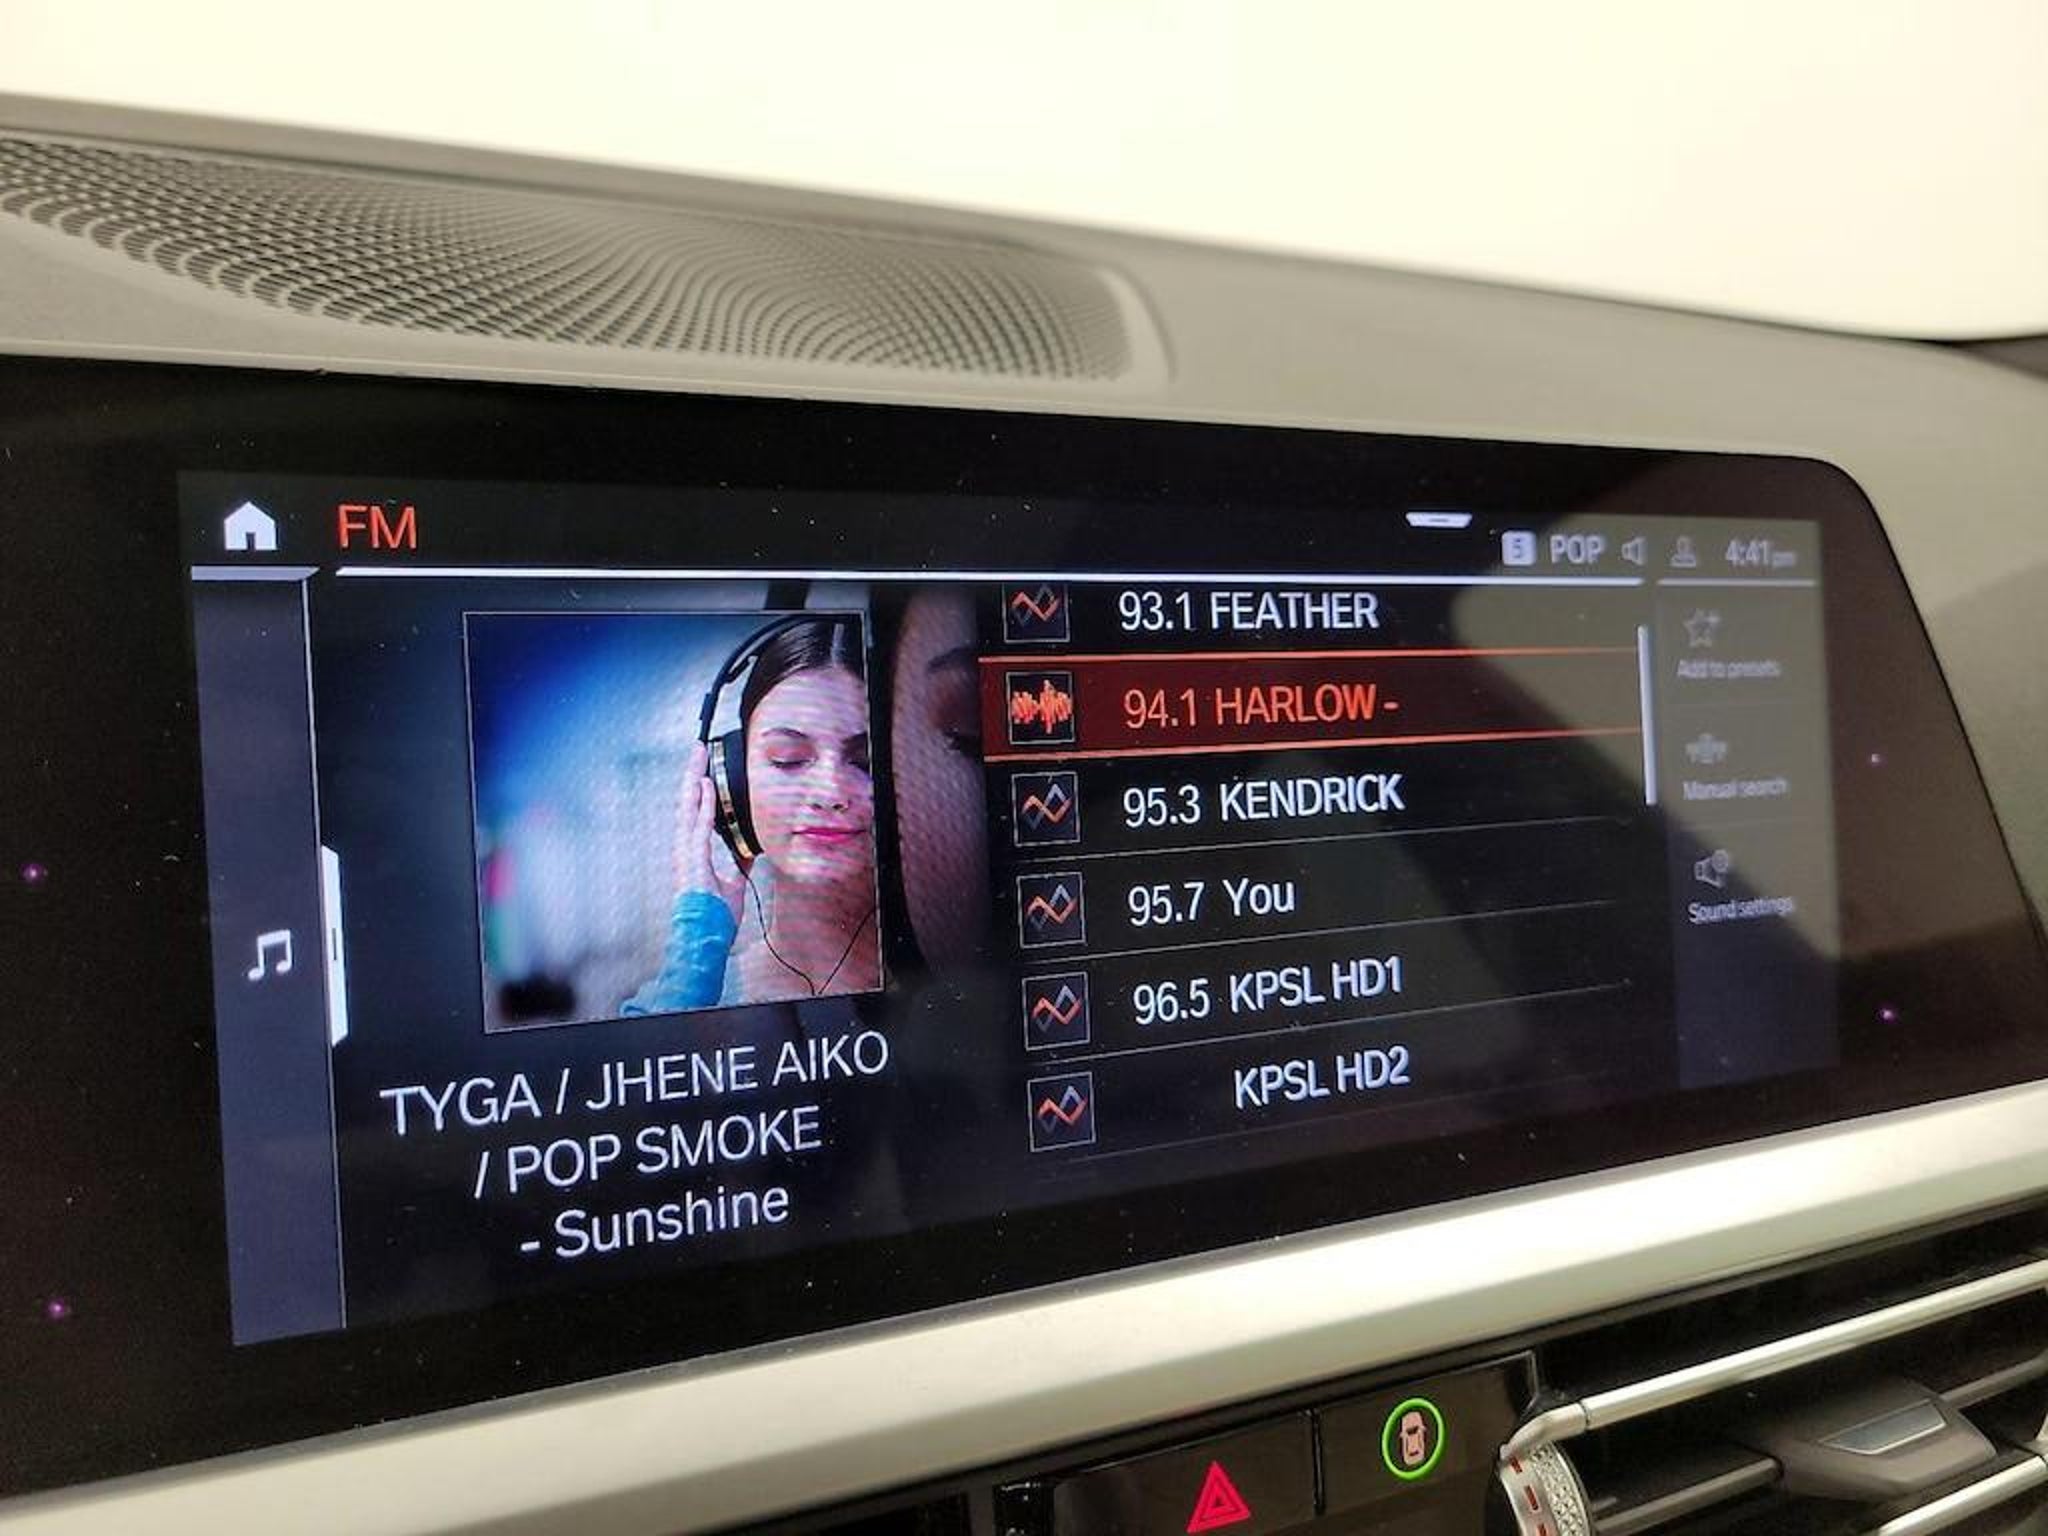 FM
5 POP 4:41 pm
93.1 FEATHER
94.1 HARLOW -
95.3 KENDRICK
95.7 You
96.5 KPSL HD1
KPSL HD2
TYGA / JHENE AIKO
/ POP SMOKE
- Sunshine
Add to presets
Manual search
Sound settings